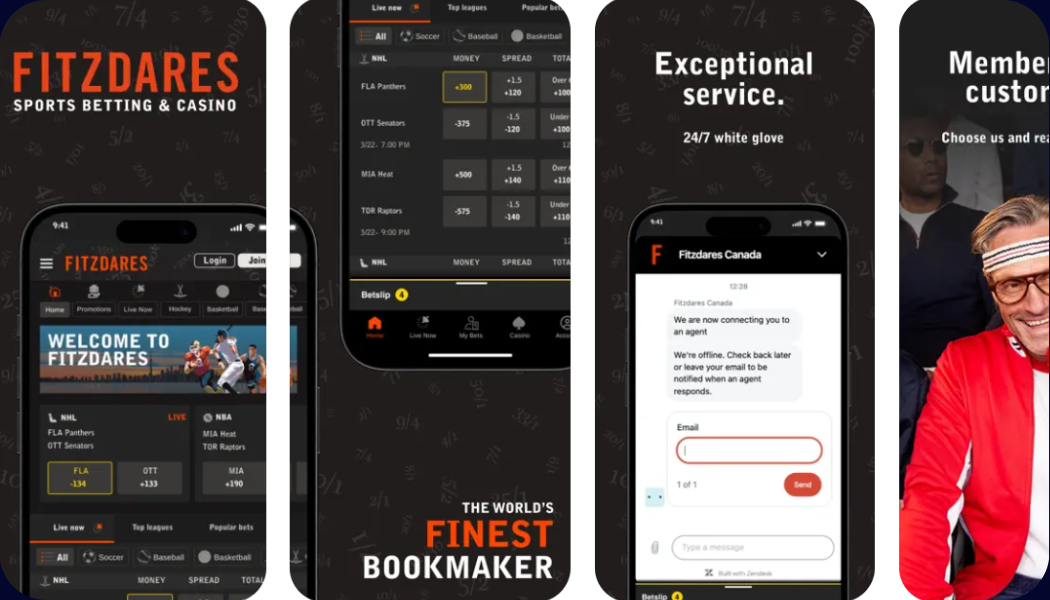 FITZDARES
SPORTS BETTING & CASINO
9:41
FITZDARES
Login
Join
Home
Promotions
Live Now
Hockey
Basketball
WELCOME TO
FITZDARES
NHL
LIVE
FLA Panthers
OTT Senators
FLA
-134
OTT
+133
NBA
MIA Heat
TOR Raptors
MIA
+190
Live now
Top leagues
Popular bets
All
Soccer
Baseball
Basketball
NHL
MONEY
SPREAD
TOTA
Live now
Top leagues
Popular bet
All
Soccer
Baseball
Basketball
NHL
MONEY
SPREAD
TOTA
FLA Panthers
+300
+1.5
+120
Over
+100
OTT Senators
-375
-1.5
-120
Under
+100
3/22- 7:00 PM
12
MIA Heat
+500
+1.5
+140
Over
+110
TOR Raptors
-575
-1.5
-140
Under
+110
3/22- 9:00 PM
12
NHL
MONEY
SPREAD
TOTA
Betslip 4
Home
Live Now
My Bets
Casino
Accou
THE WORLD'S
FINEST
BOOKMAKER
Exceptional
service.
24/7 white glove
9:41
F
Fitzdares Canada
12:28
Fitzdares Canada
We are now connecting you to
an agent
We're offline. Check back later
or leave your email to be
notified when an agent
responds.
Email
1 of 1
Send
Type a message
Built with Zendesk
Betslip 4
Membe
custor
Choose us and rea